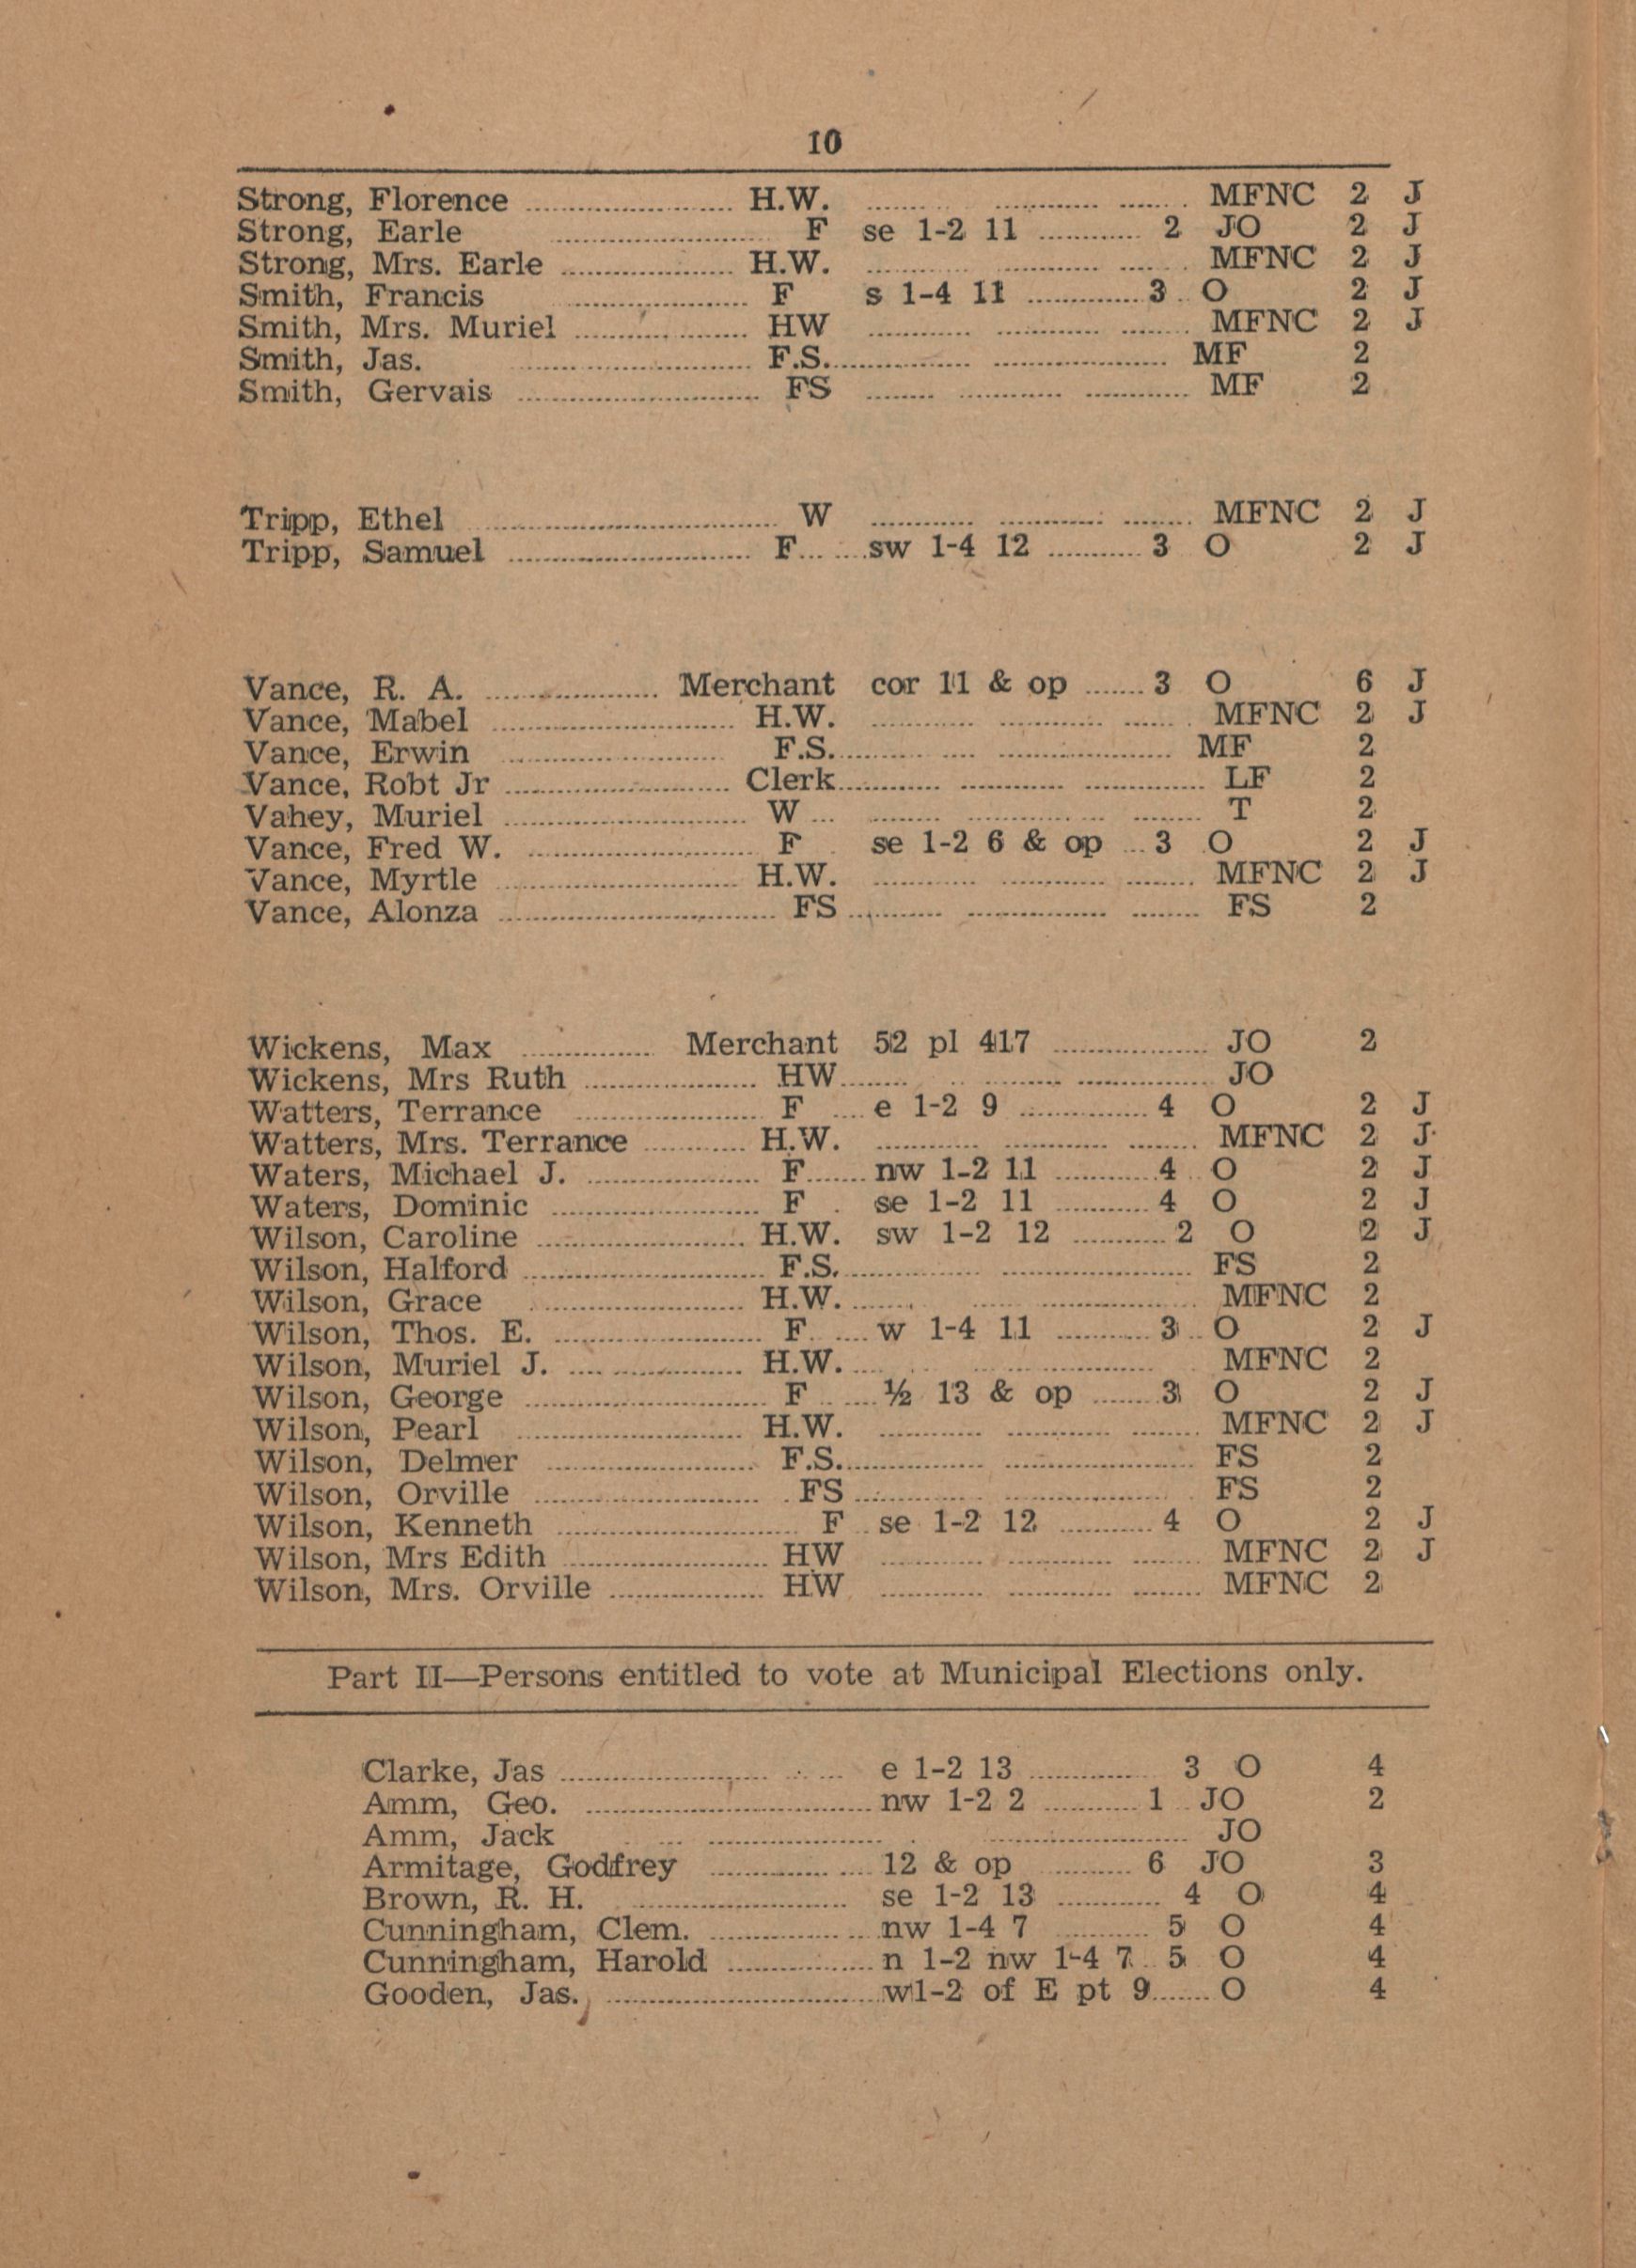 10
Strong, Florence .................... H.W. ........ ............ ....... MFNC 2 J
Strong, Earle .................... F se 1-2 11 ............ 2 JO 2 J
Strong, Mrs. Earle .................... H.W. ............ ............ ....... MFNC 2 J
Smith, Francis .................... F s 1-4 11 ............ 3 O 2 J
Smith, Mrs. Muriel .................... HW ............ ............ ........ MFNC 2 J
Smith, Jas. .................... F.S. ................ .................... MF 2
Smith, Gervais .................... FS ........ ............ ............ MF 2
Tripp, Ethel .................... W ............ ............ ........ MFNC 2 J
Tripp, Samuel .................... F ...... sw 1-4 12 ........... 3 O 2 J
Vance, R. A. .................... Merchant cor 11 & op ....... 3 O 6 J
Vance, Mabel .................... H.W. ............ ............ ....... MFNC 2 J
Vance, Erwin .................... F.S. ............ .... .................... MF 2
Vance, Robt Jr .................... Clerk ............ ............ .............. LF 2
Vahey, Muriel .................... W ... ........ ............ ........ T 2
Vance, Fred W. .................... F se 1-2 6 & op ... 3 O 2 J
Vance, Myrtle .................... H.W. ............ ............ ........ MFNC 2 J
Vance, Alonza .................... FS ............ ................ ........ FS 2
Wickens, Max ................ Merchant 52 pl 417 .................. JO 2
Wickens, Mrs Ruth .................... HW ........ .. ........ ................ JO
Watters, Terrance .................... F .... e 1-2 9 ............... 4 O 2 J
Watters, Mrs. Terrance ............ H.W. ............ ............ ........ MFNC 2 J
Waters, Michael J. .................... F ....... nw 1-2 11 ............ 4 O 2 J
Waters, Dominic .................... F . se 1-2 11 ........... 4 O 2 J
Wilson, Caroline .................... H.W. sw 1-2 12 ........... 2 O 2 J
Wilson, Halford .................... F.S. ................ ...................... FS 2
Wilson, Grace .................... H.W. ....... ..... .................. MFNC 2
Wilson, Thos. E. .................... F .... w 1-4 11 ........... 3 O 2 J
Wilson, Muriel J. .................... H.W. .... ... .............. MFNC 2
Wilson, George .................... F .... ½ 13 & op ........ 3 O 2 J
Wilson, Pearl .................... H.W. ............ ............ ........ MFNC 2 J
Wilson, Delmer .................... F.S. ................ ...................... FS 2
Wilson, Orville .................... FS ............ .................. FS 2
Wilson, Kenneth .................... F se 1-2 12 ........... 4 O 2 J
Wilson, Mrs Edith .................... HW ............ ............ ........ MFNC 2 J
Wilson, Mrs. Orville .................... HW ............ ............ ........ MFNC 2
Part II—Persons entitled to vote at Municipal Elections only.
Clarke, Jas .................... e 1-2 13 ............ 3 O 4
Amm, Geo. .................... nw 1-2 2 ........... 1 JO 2
Amm, Jack ... .................... . .................... JO
Armitage, Godfrey .................... 12 & op ........... 6 JO 3
Brown, R. H. .................... se 1-2 13 ............ 4 O 4
Cunningham, Clem. .................... nw 1-4 7 ........... 5 O 4
Cunningham, Harold .................... n 1-2 nw 1-4 7 .. 5 O 4
Gooden, Jas. .................... w1-2 of E pt 9 ....... O 4